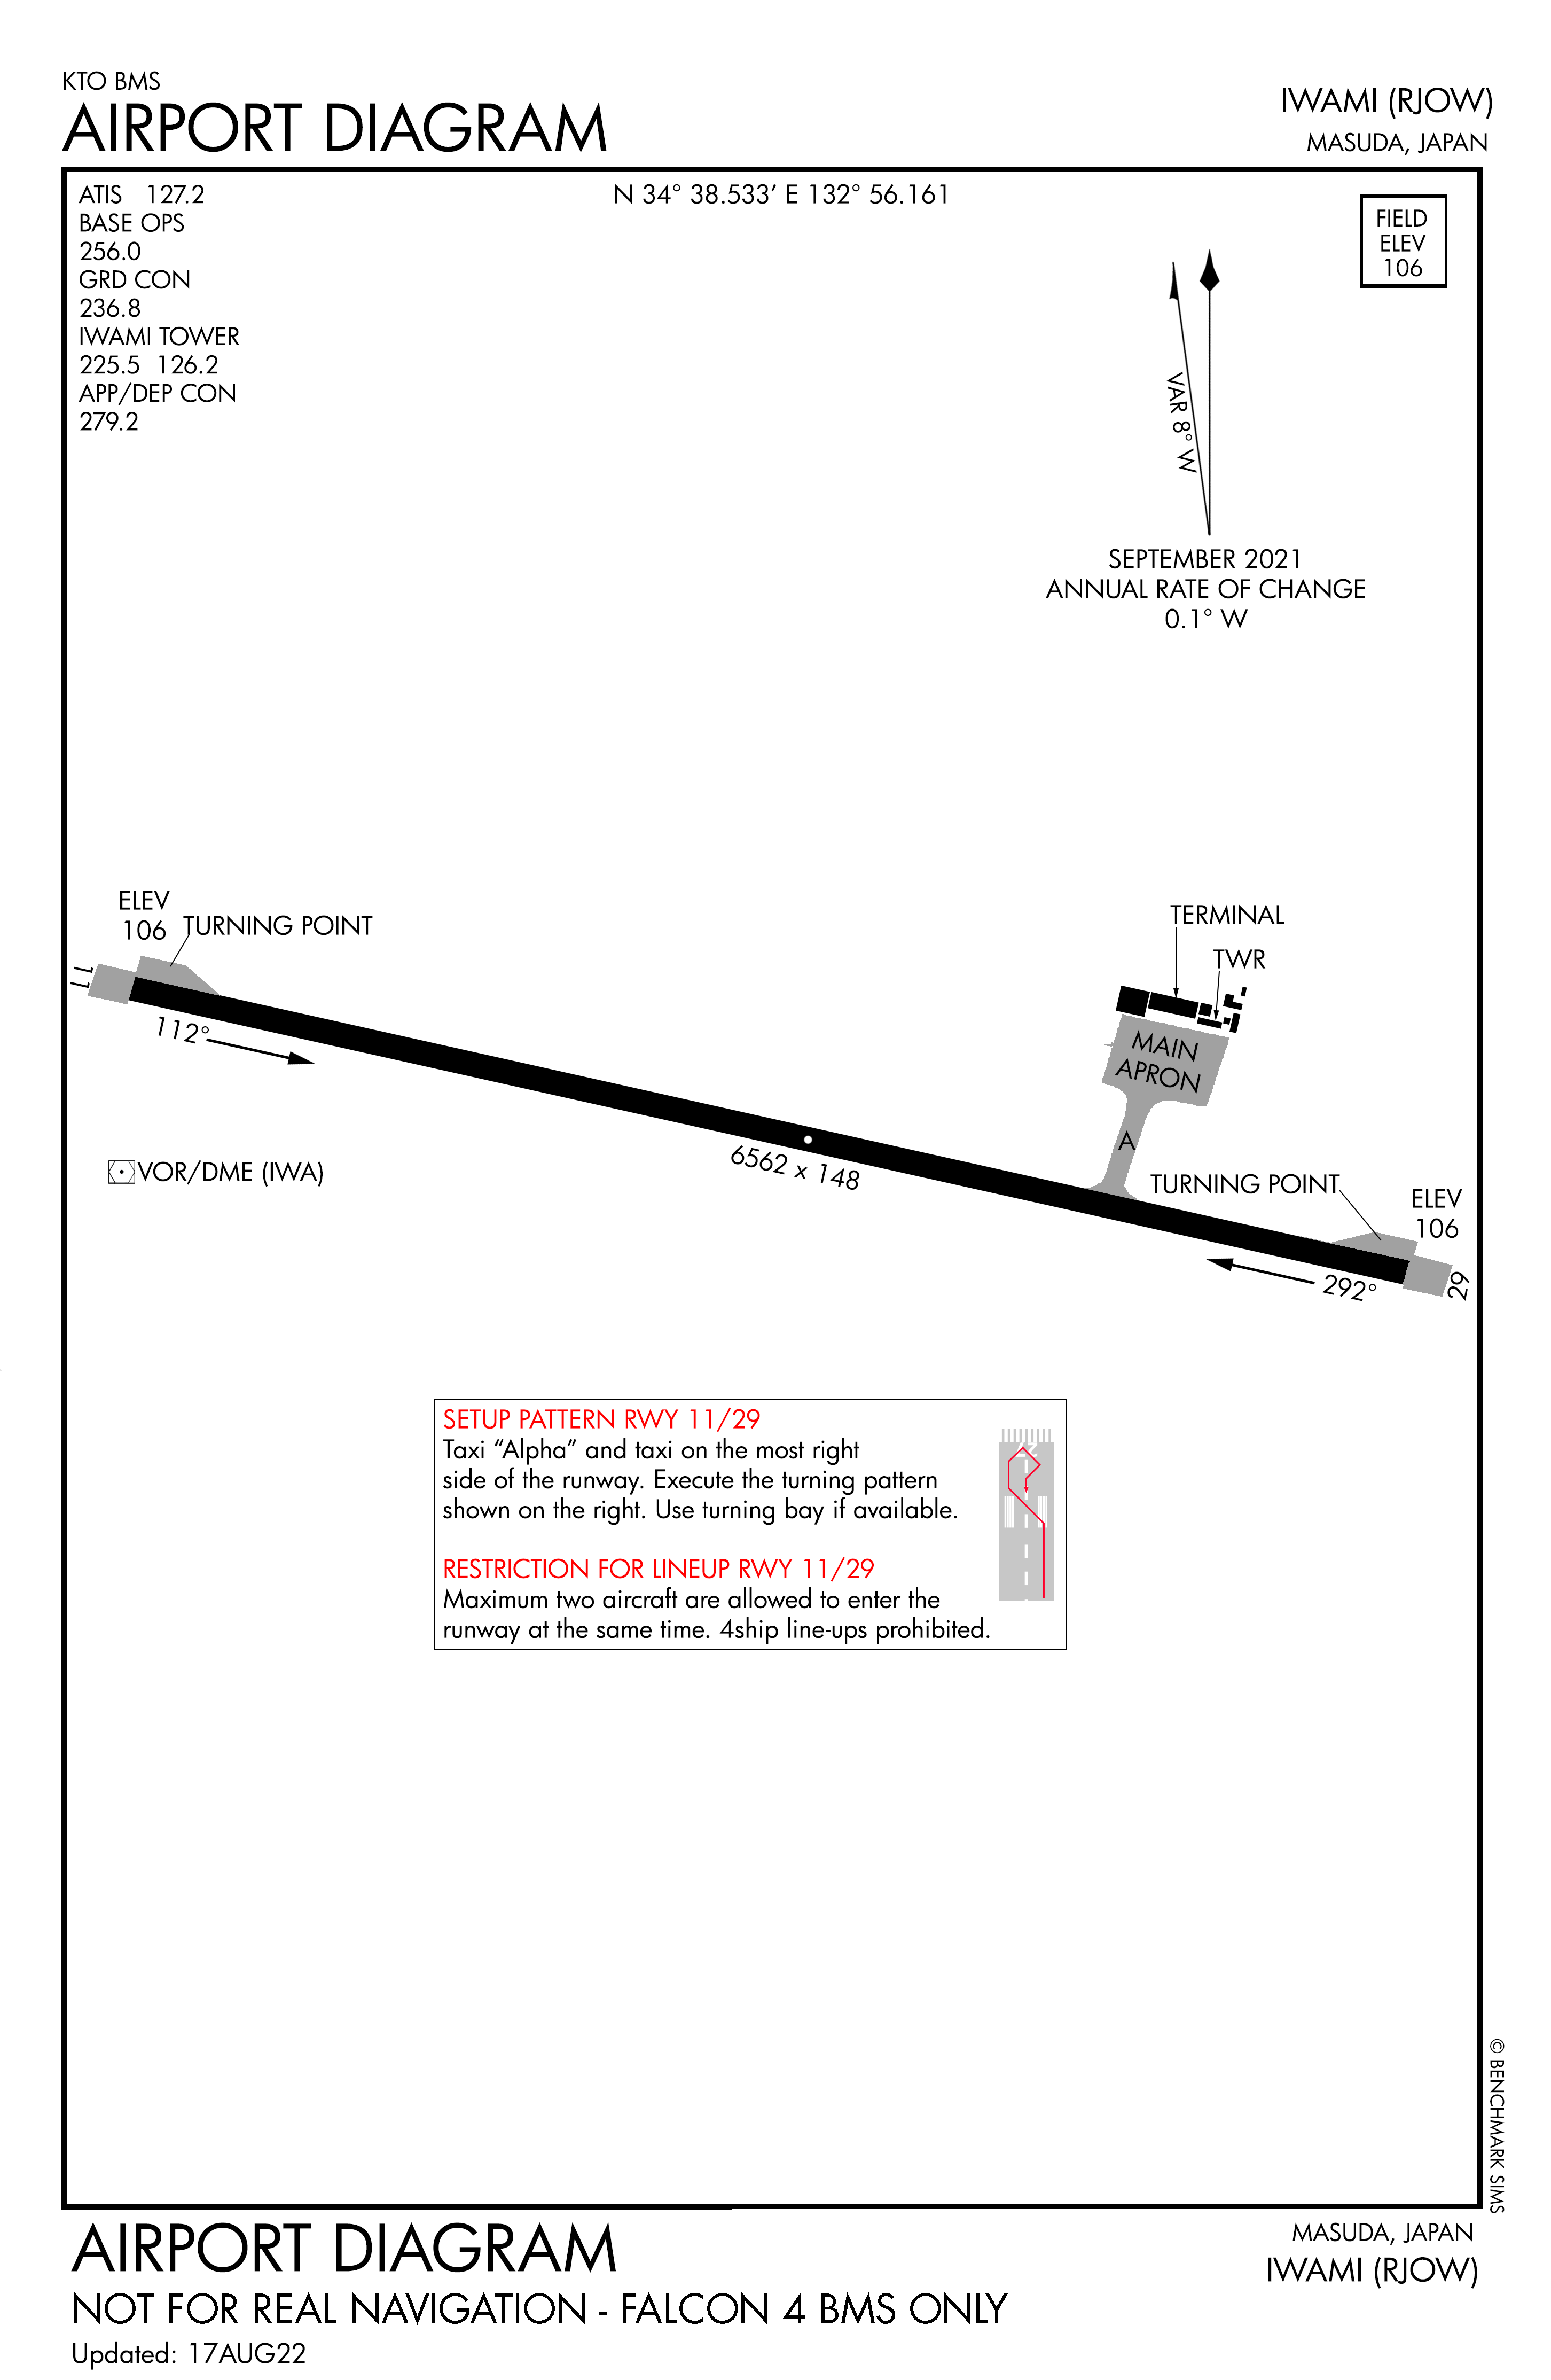 KTO BMS
AIRPORT DIAGRAM
IWAMI (RJOW)
MASUDA, JAPAN
ATIS 127.2
BASE OPS
256.0
GRD CON
236.8
IWAMI TOWER
225.5 126.2
APP/DEP CON
279.2
N 34° 38.533’ E 132° 56.161
FIELD
ELEV
106
VAR 8° W
SEPTEMBER 2021
ANNUAL RATE OF CHANGE
0.1° W
ELEV
106
TURNING POINT
11
112°
TERMINAL
TWR
MAIN
APRON
A
6562 x 148
VOR/DME (IWA)
TURNING POINT
ELEV
106
292°
29
SETUP PATTERN RWY 11/29
Taxi “Alpha” and taxi on the most right
side of the runway. Execute the turning pattern
shown on the right. Use turning bay if available.
RESTRICTION FOR LINEUP RWY 11/29
Maximum two aircraft are allowed to enter the
runway at the same time. 4ship line-ups prohibited.
© BENCHMARK SIMS
AIRPORT DIAGRAM
NOT FOR REAL NAVIGATION - FALCON 4 BMS ONLY
Updated: 17AUG22
MASUDA, JAPAN
IWAMI (RJOW)